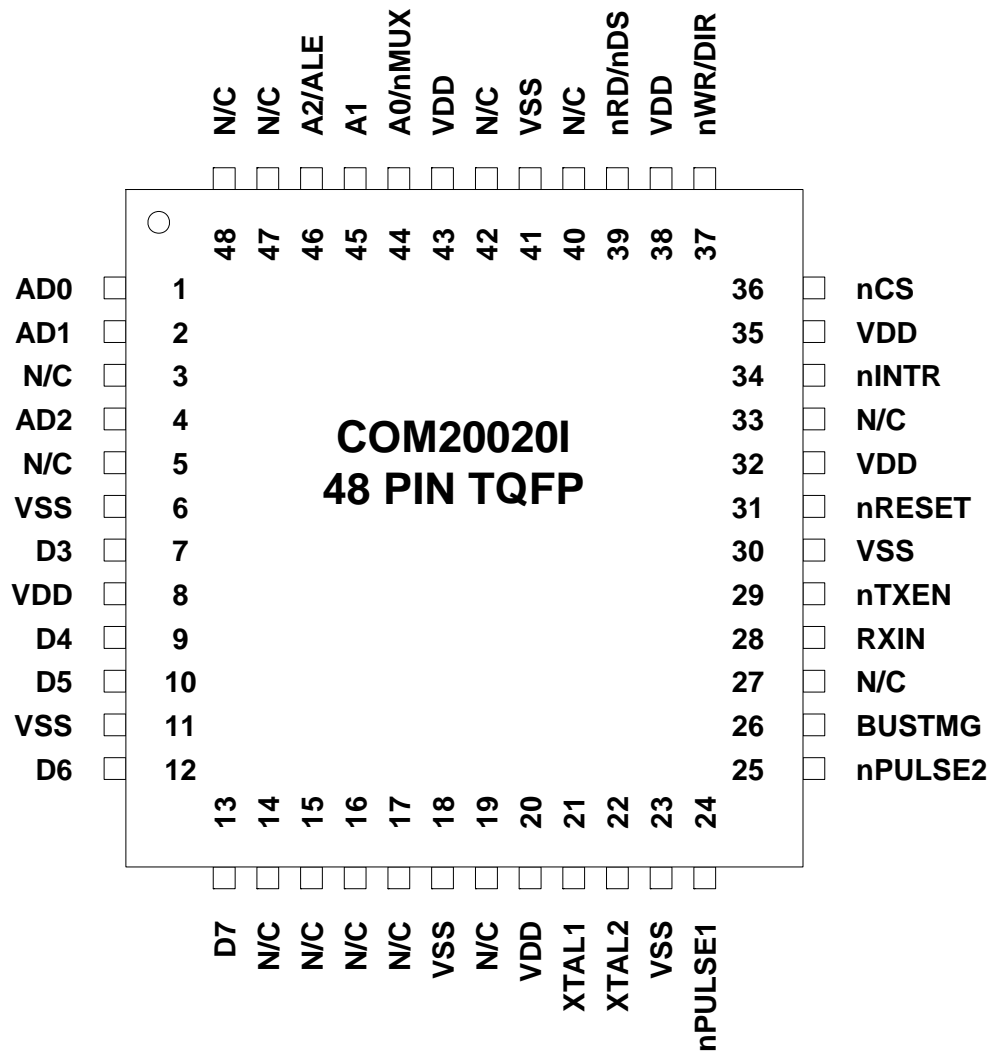 N/C
N/C
A2/ALE
A1
A0/nMUX
VDD
N/C
VSS
N/C
nRD/nDS
VDD
nWR/DIR
48
47
46
45
44
43
42
41
40
39
38
37
AD0 1
AD1 2
N/C 3
AD2 4
N/C 5
VSS 6
D3 7
VDD 8
D4 9
D5 10
VSS 11
D6 12
COM20020I
48 PIN TQFP
36 nCS
35 VDD
34 nINTR
33 N/C
32 VDD
31 nRESET
30 VSS
29 nTXEN
28 RXIN
27 N/C
26 BUSTMG
25 nPULSE2
13
14
15
16
17
18
19
20
21
22
23
24
D7
N/C
N/C
N/C
N/C
VSS
N/C
VDD
XTAL1
XTAL2
VSS
nPULSE1